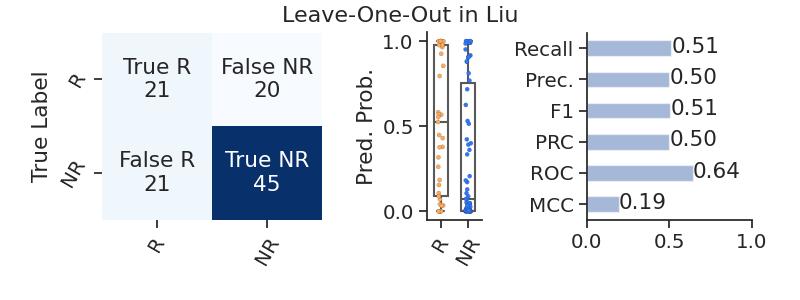 Leave-One-Out in Liu
True Label
R
NR
True R
21
False NR
20
False R
21
True NR
45
R
NR
Pred. Prob.
1.0
0.5
0.0
R
NR
Recall
0.51
Prec.
0.50
F1
0.51
PRC
0.50
ROC
0.64
MCC
0.19
0.0 0.5 1.0